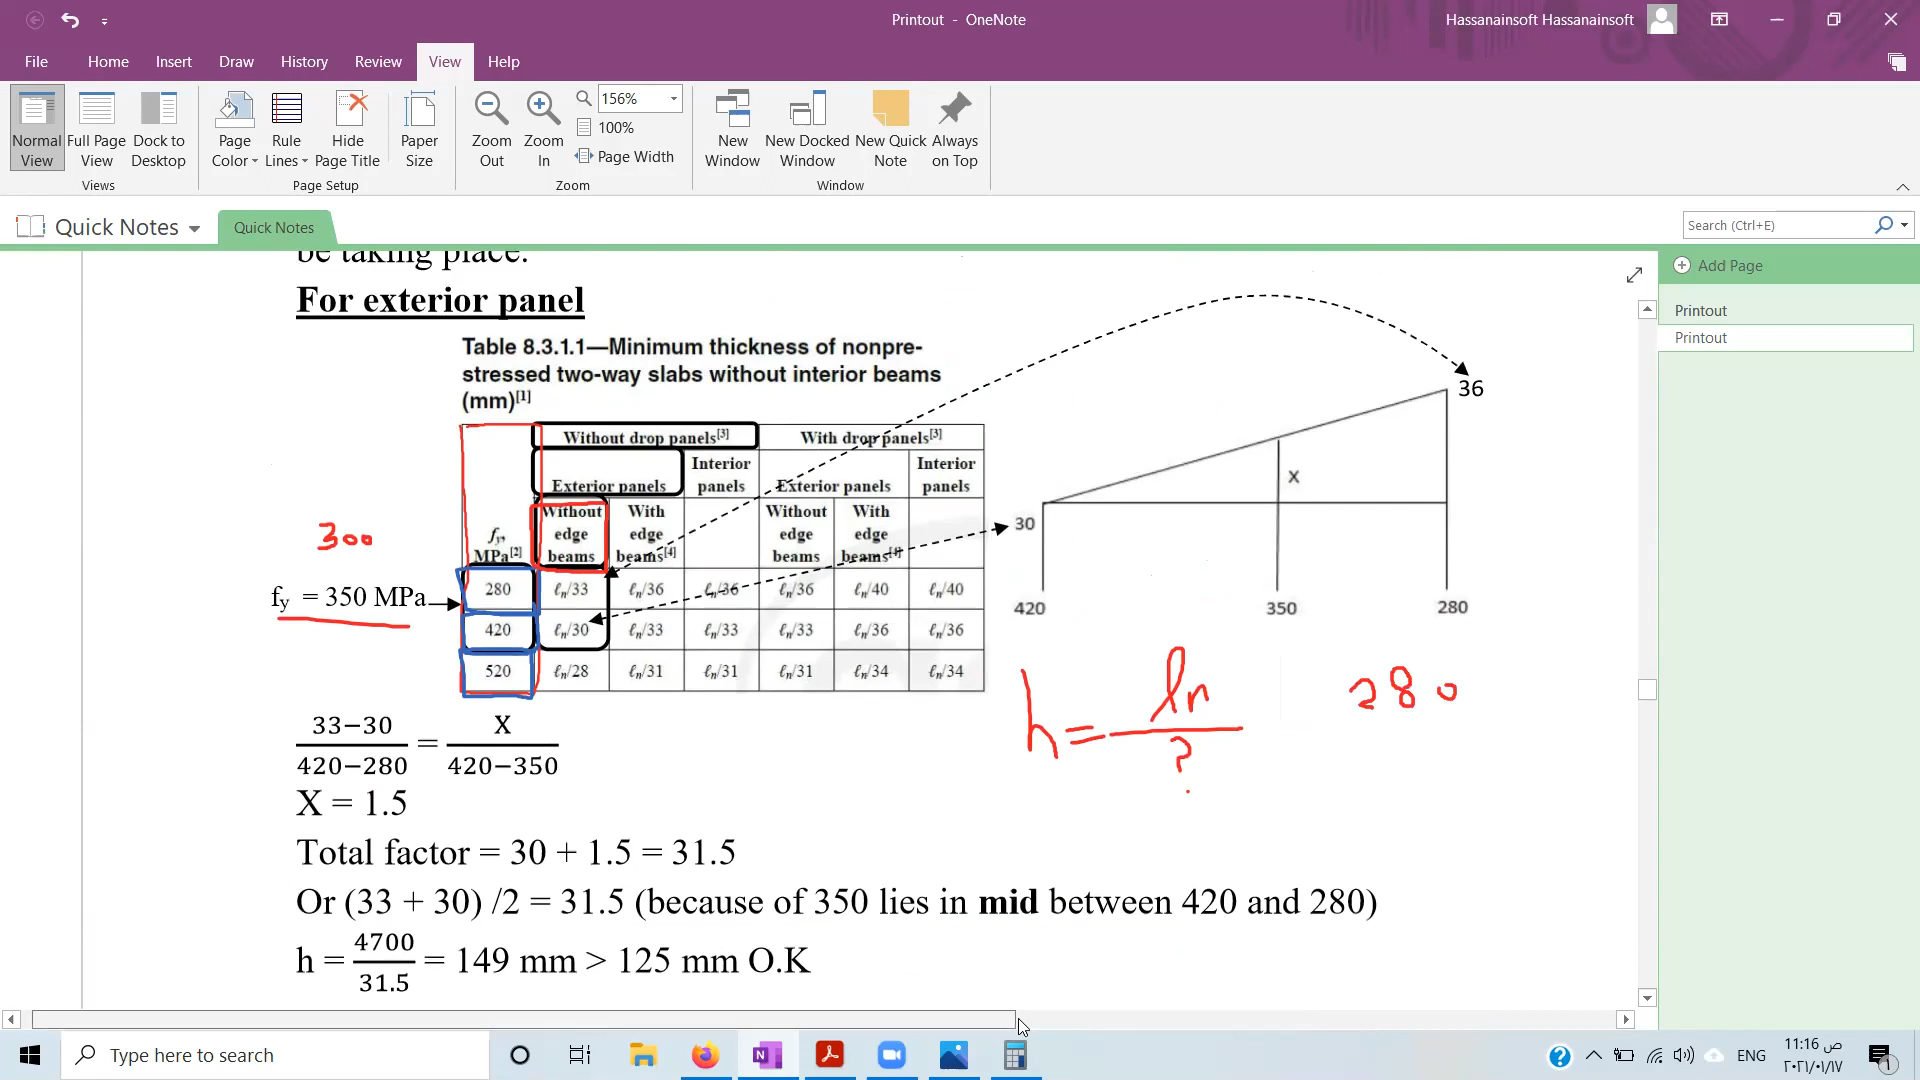 Printout - OneNote
Hassanainsoft Hassanainsoft
File Home Insert Draw History Review View Help
Normal View
Full Page View
Dock to Desktop
Views
Page Color
Rule Lines
Hide Page Title
Paper Size
Page Setup
Zoom Out
Zoom In
156%
100%
Page Width
Zoom
New Window
New Docked Window
New Quick Note
Always on Top
Window
Quick Notes
Quick Notes
Search (Ctrl+E)
Add Page
Printout
Printout
be taking place.
For exterior panel
Table 8.3.1.1—Minimum thickness of nonpre-
stressed two-way slabs without interior beams
(mm)[1]
Without drop panels[3] With drop panels[3]
Exterior panels Interior panels Exterior panels Interior panels
fy, MPa[2] Without edge beams With edge beams[4] Without edge beams With edge beams[4]
280 ℓn/33 ℓn/36 ℓn/36 ℓn/36 ℓn/40 ℓn/40
420 ℓn/30 ℓn/33 ℓn/33 ℓn/33 ℓn/36 ℓn/36
520 ℓn/28 ℓn/31 ℓn/31 ℓn/31 ℓn/34 ℓn/34
300
fy = 350 MPa
36
X
30
420 350 280
h = ln / ?
280
33−30 / 420−280 = X / 420−350
X = 1.5
Total factor = 30 + 1.5 = 31.5
Or (33 + 30) /2 = 31.5 (because of 350 lies in mid between 420 and 280)
h = 4700 / 31.5 = 149 mm > 125 mm O.K
Type here to search
ENG
11:16 ص
٢٠٢١/٠١/١٧
1